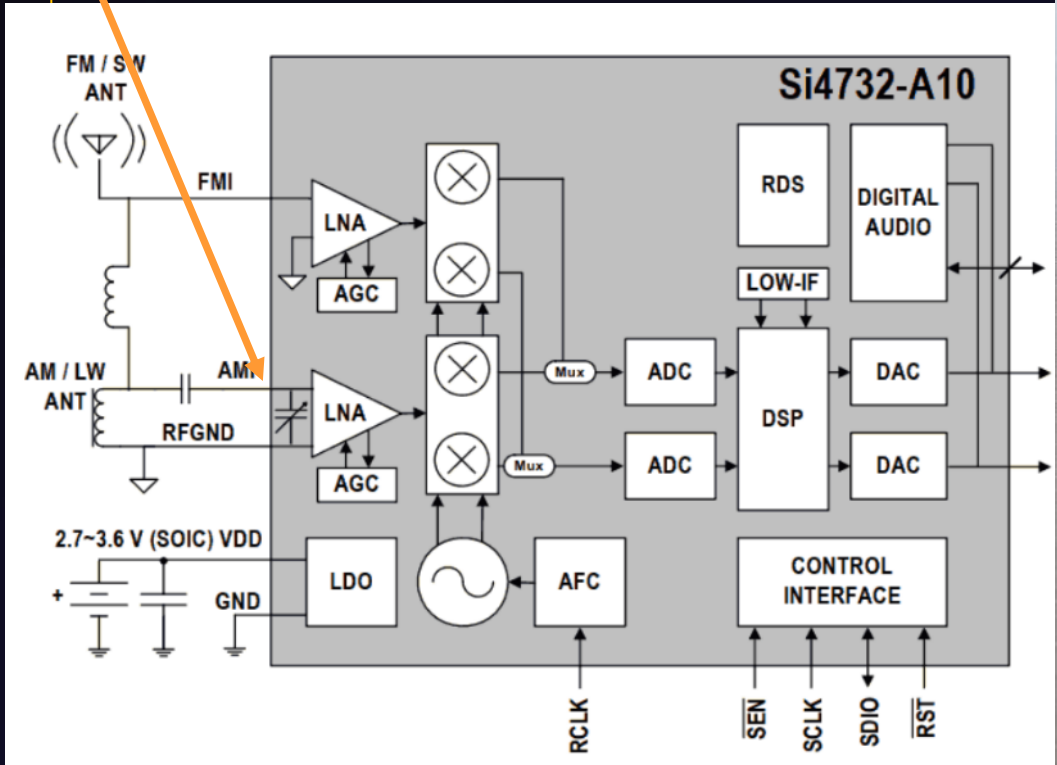 Si4732-A10
FM / SW
ANT
FMI
LNA
AGC
RDS
DIGITAL
AUDIO
LOW-IF
AM / LW
ANT
RFGND
LNA
AGC
Mux
Mux
ADC
ADC
DSP
DAC
DAC
2.7~3.6 V (SOIC) VDD
+
GND
LDO
AFC
CONTROL
INTERFACE
RCLK
SEN
SCLK
SDIO
RST